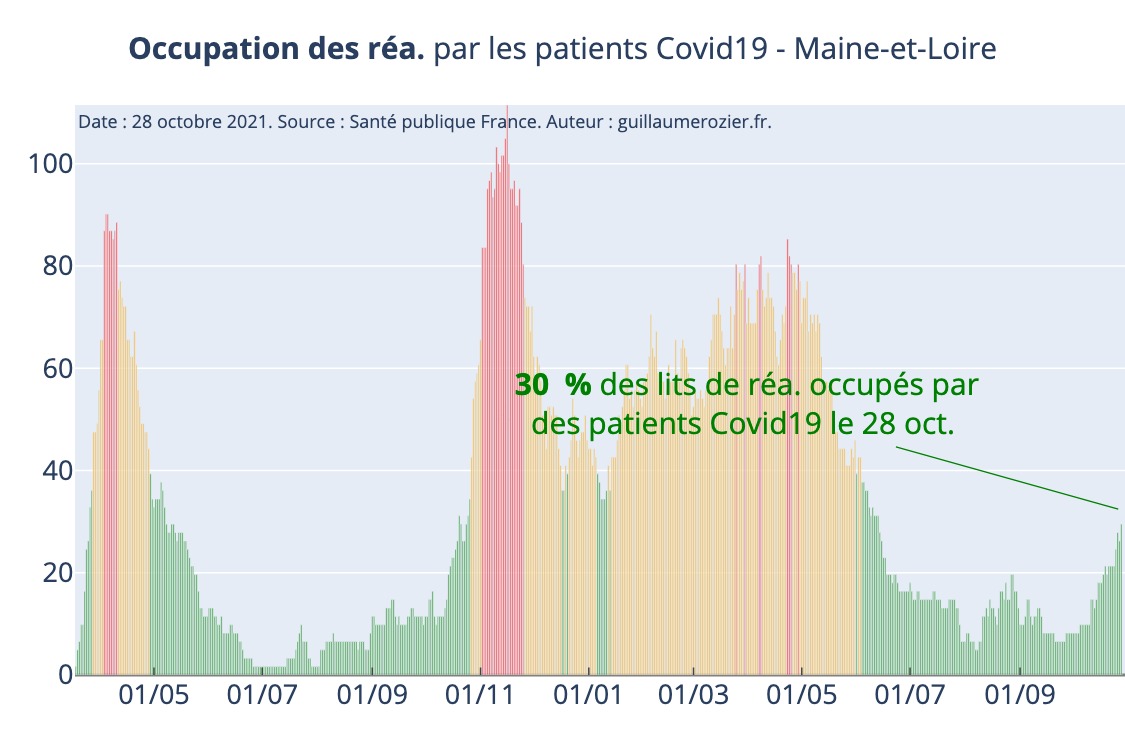 Occupation des réa. par les patients Covid19 - Maine-et-Loire
Date : 28 octobre 2021. Source : Santé publique France. Auteur : guillaumerozier.fr.
100
80
60
30  % des lits de réa. occupés par
des patients Covid19 le 28 oct.
40
20
0
01/05 01/07 01/09 01/11 01/01 01/03 01/05 01/07 01/09